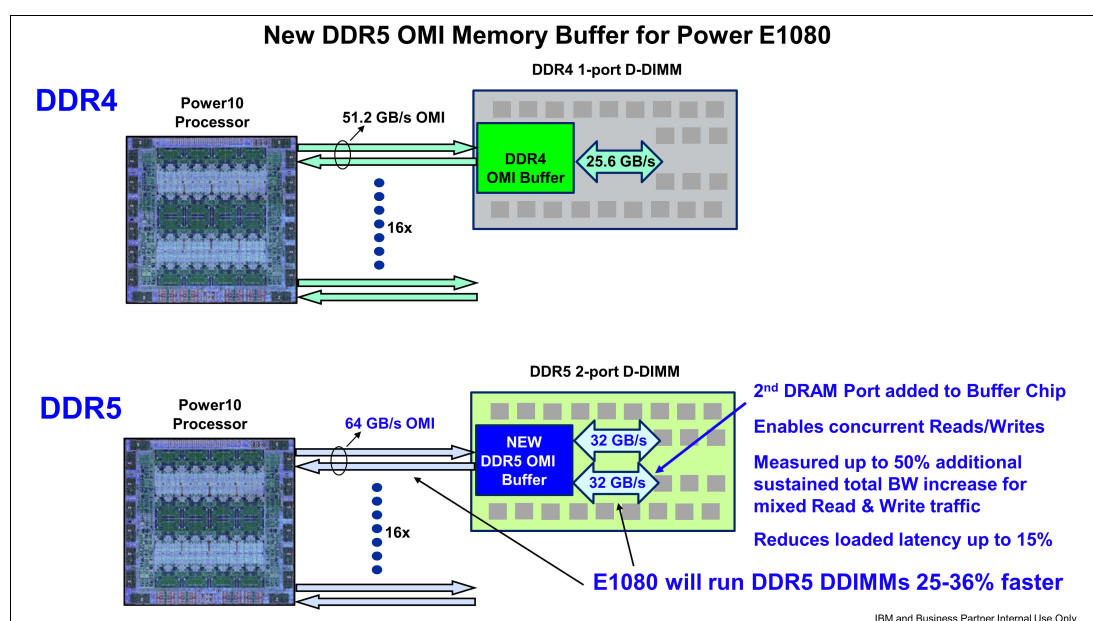 New DDR5 OMI Memory Buffer for Power E1080
DDR4 1-port D-DIMM
DDR4
Power10
Processor
51.2 GB/s OMI
DDR4
OMI Buffer
25.6 GB/s
16x
DDR5 2-port D-DIMM
DDR5
Power10
Processor
64 GB/s OMI
NEW
DDR5 OMI
Buffer
32 GB/s
32 GB/s
16x
2nd DRAM Port added to Buffer Chip
Enables concurrent Reads/Writes
Measured up to 50% additional
sustained total BW increase for
mixed Read & Write traffic
Reduces loaded latency up to 15%
E1080 will run DDR5 DDIMMs 25-36% faster
IBM and Business Partner Internal Use Only